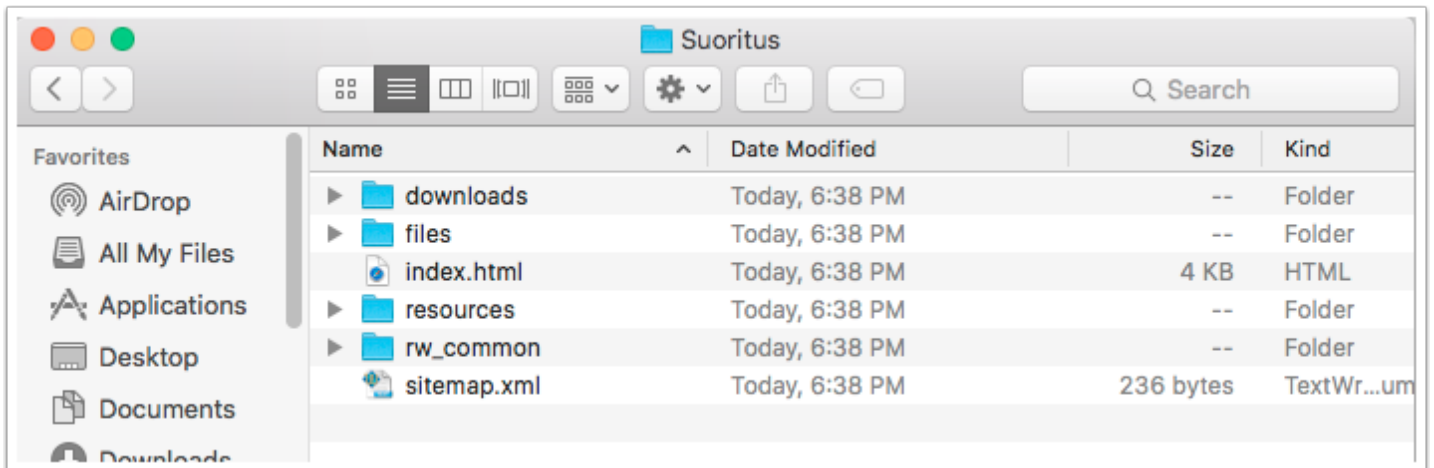 Suoritus
Search
Favorites
AirDrop
All My Files
Applications
Desktop
Documents
Downloads
Name Date Modified Size Kind
downloads Today, 6:38 PM -- Folder
files Today, 6:38 PM -- Folder
index.html Today, 6:38 PM 4 KB HTML
resources Today, 6:38 PM -- Folder
rw_common Today, 6:38 PM -- Folder
sitemap.xml Today, 6:38 PM 236 bytes TextWr...um